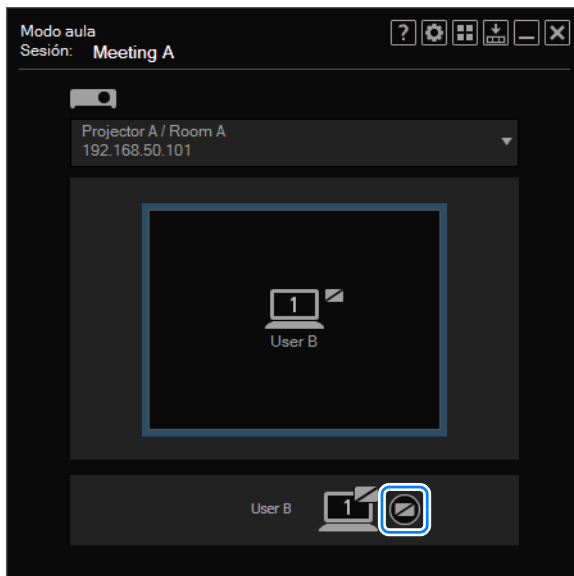 Modo aula
Sesión: Meeting A
?
Projector A / Room A
192.168.50.101
1
User B
User B
1